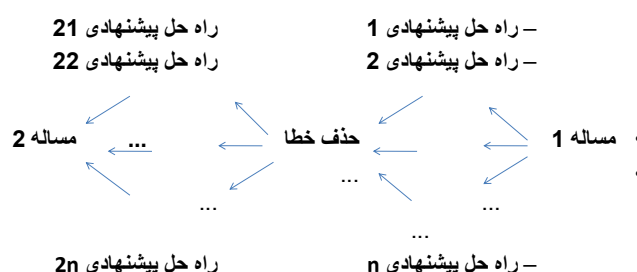 – راه حل پیشنهادی 1
راه حل پیشنهادی 21
– راه حل پیشنهادی 2
راه حل پیشنهادی 22
مساله 1
حذف خطا
...
مساله 2
...
...
...
...
– راه حل پیشنهادی n
راه حل پیشنهادی 2n